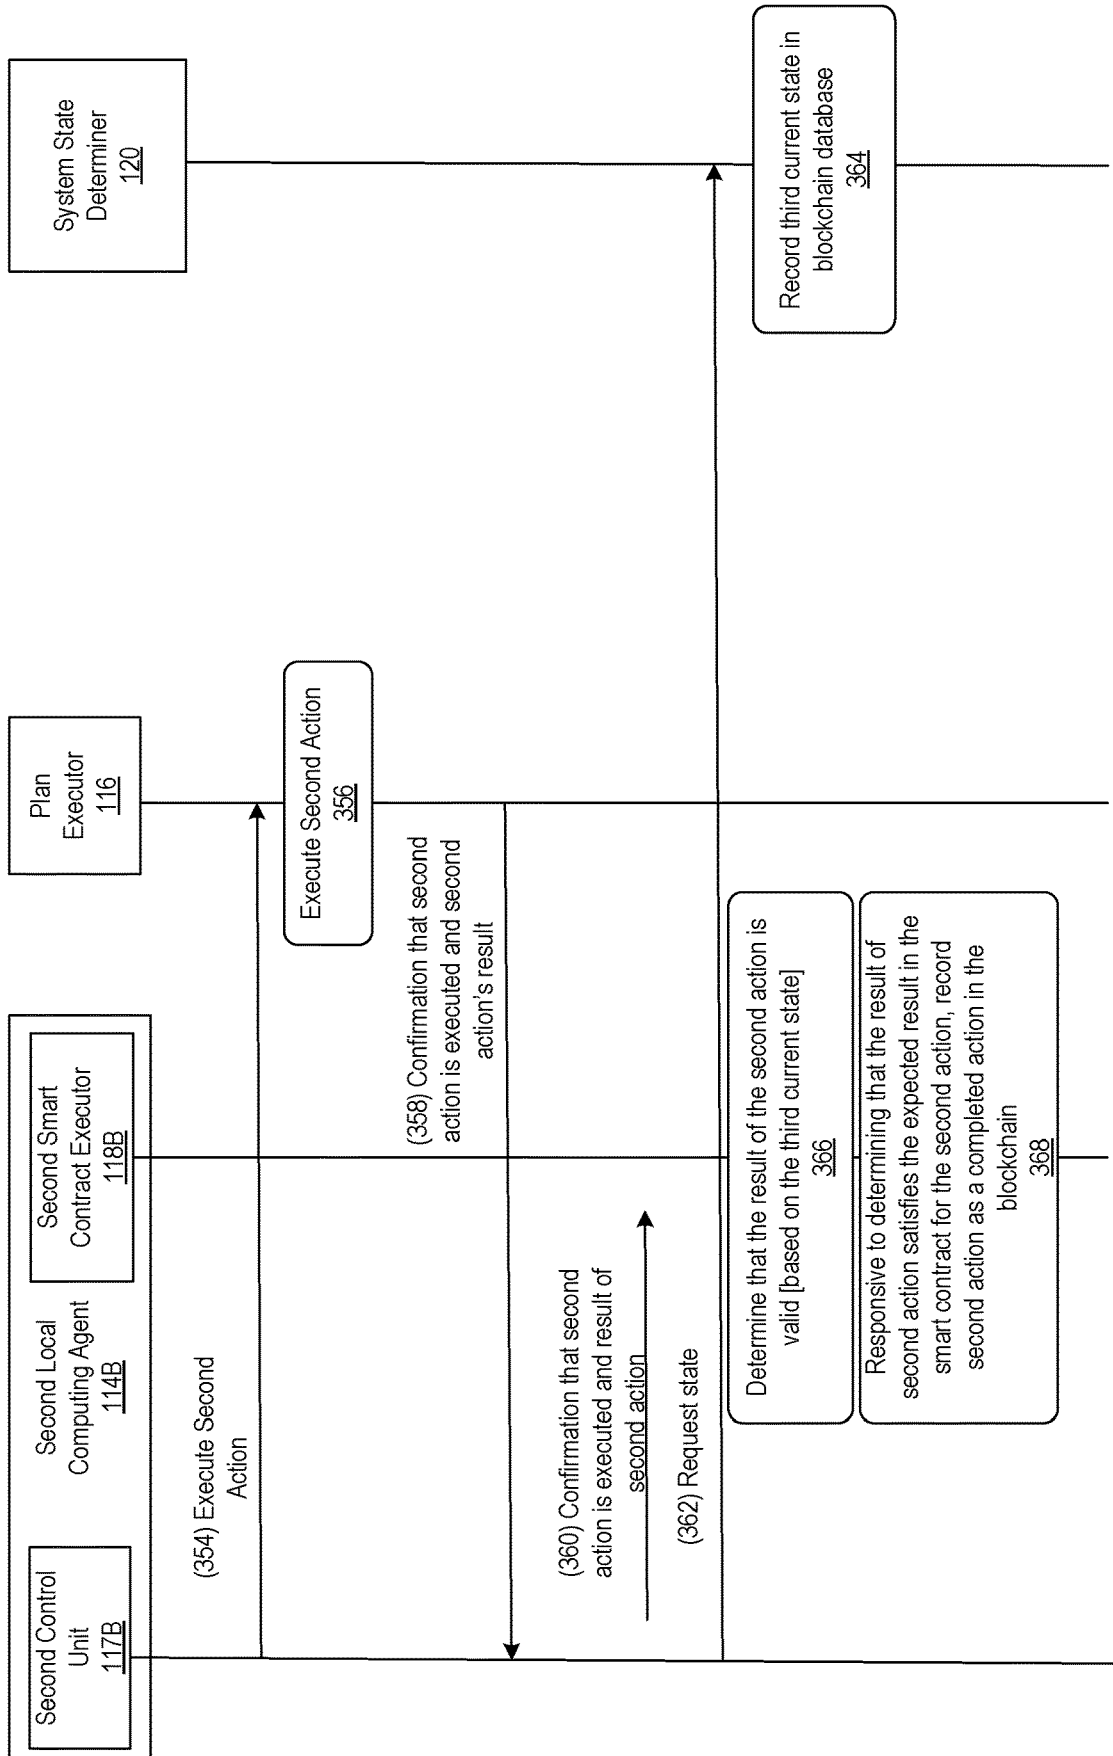 Second Control
Unit
117B
Second Local
Computing Agent
114B
Second Smart
Contract Executor
118B
Plan
Executor
116
System State
Determiner
120
(354) Execute Second
Action
Execute Second Action
356
(358) Confirmation that second
action is executed and second
action's result
(360) Confirmation that second
action is executed and result of
second action
(362) Request state
Record third current state in
blockchain database
364
Determine that the result of the second action is
valid [based on the third current state]
366
Responsive to determining that the result of
second action satisfies the expected result in the
smart contract for the second action, record
second action as a completed action in the
blockchain
368